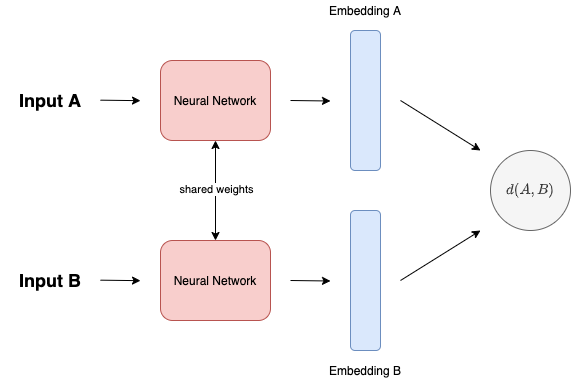 Embedding A
Input A
Neural Network
shared weights
d(A, B)
Input B
Neural Network
Embedding B